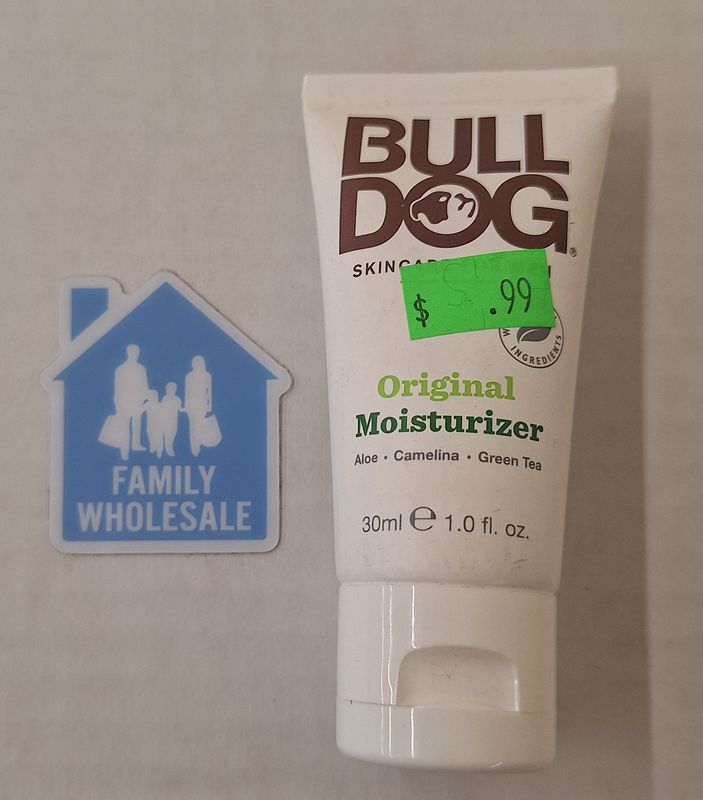 BULL
DOG®
SKINCARE
$ .99
INGREDIENTS
Original
Moisturizer
Aloe • Camelina • Green Tea
30ml ℮ 1.0 fl. oz.
FAMILY
WHOLESALE